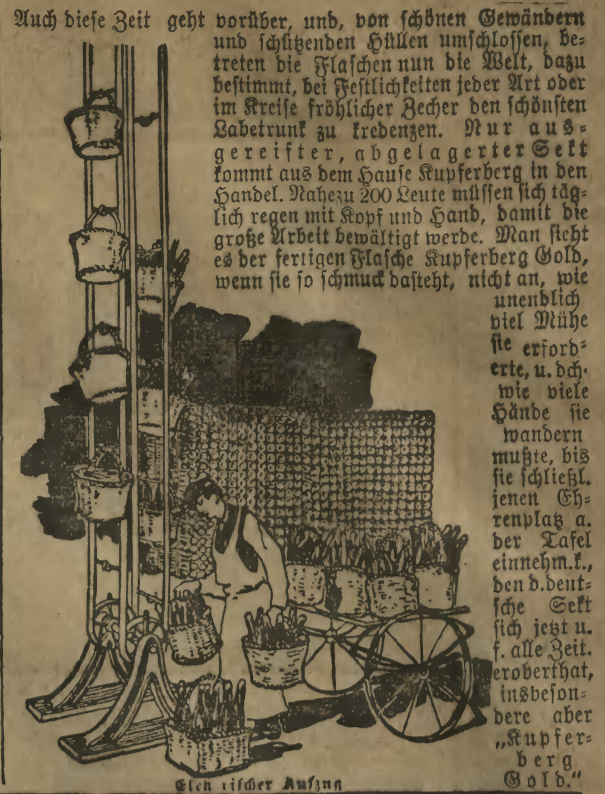 Auch diese Zeit geht vorüber, und, von schönen Gewändern
und schützenden Hüllen umschlossen, be-
treten die Flaschen nun die Welt, dazu
bestimmt, bei Festlichkeiten jeder Art oder
im Kreise fröhlicher Zecher den schönsten
Labetrunk zu kredenzen. Nur aus-
gereifter, abgelagerter Sekt
kommt aus dem Hause Kupferberg in den
Handel. Nahezu 200 Leute müssen sich täg-
lich regen mit Kopf und Hand, damit die
große Arbeit bewältigt werde. Man sieht
es der fertigen Flasche Kupferberg Gold,
wenn sie so schmuck dasteht, nicht an, wie
unendlich
viel Mühe
sie erford-
erte, u. dch.
wie viele
Hände sie
wandern
mußte, bis
sie schließl.
jenen Eh-
renplatz a.
der Tafel
einnehm.k.,
den d.deut-
sche Sekt
sich jetzt u.
f. alle Zeit.
eroberthat,
insbeson-
dere aber
„Kupfer-
berg
Gold."
Aufzug